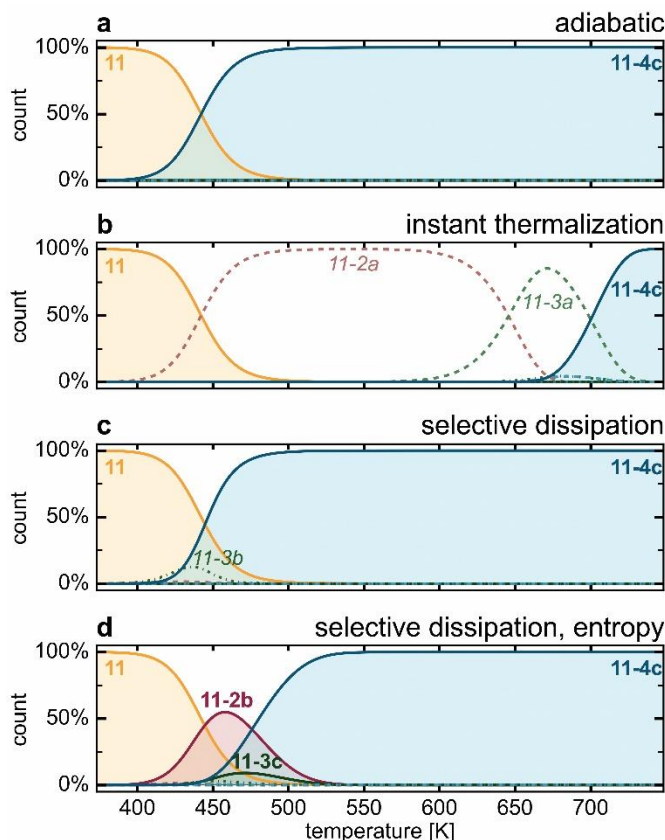 a adiabatic
100%
11 11-4c
count
50%
0%
b instant thermalization
100%
11 11-2a
11-3a 11-4c
count
50%
0%
c selective dissipation
100%
11 11-4c
count
50%
11-3b
0%
d selective dissipation, entropy
100%
11 11-4c
11-2b
count
50%
11-3c
0%
400 450 500 550 600 650 700
temperature [K]